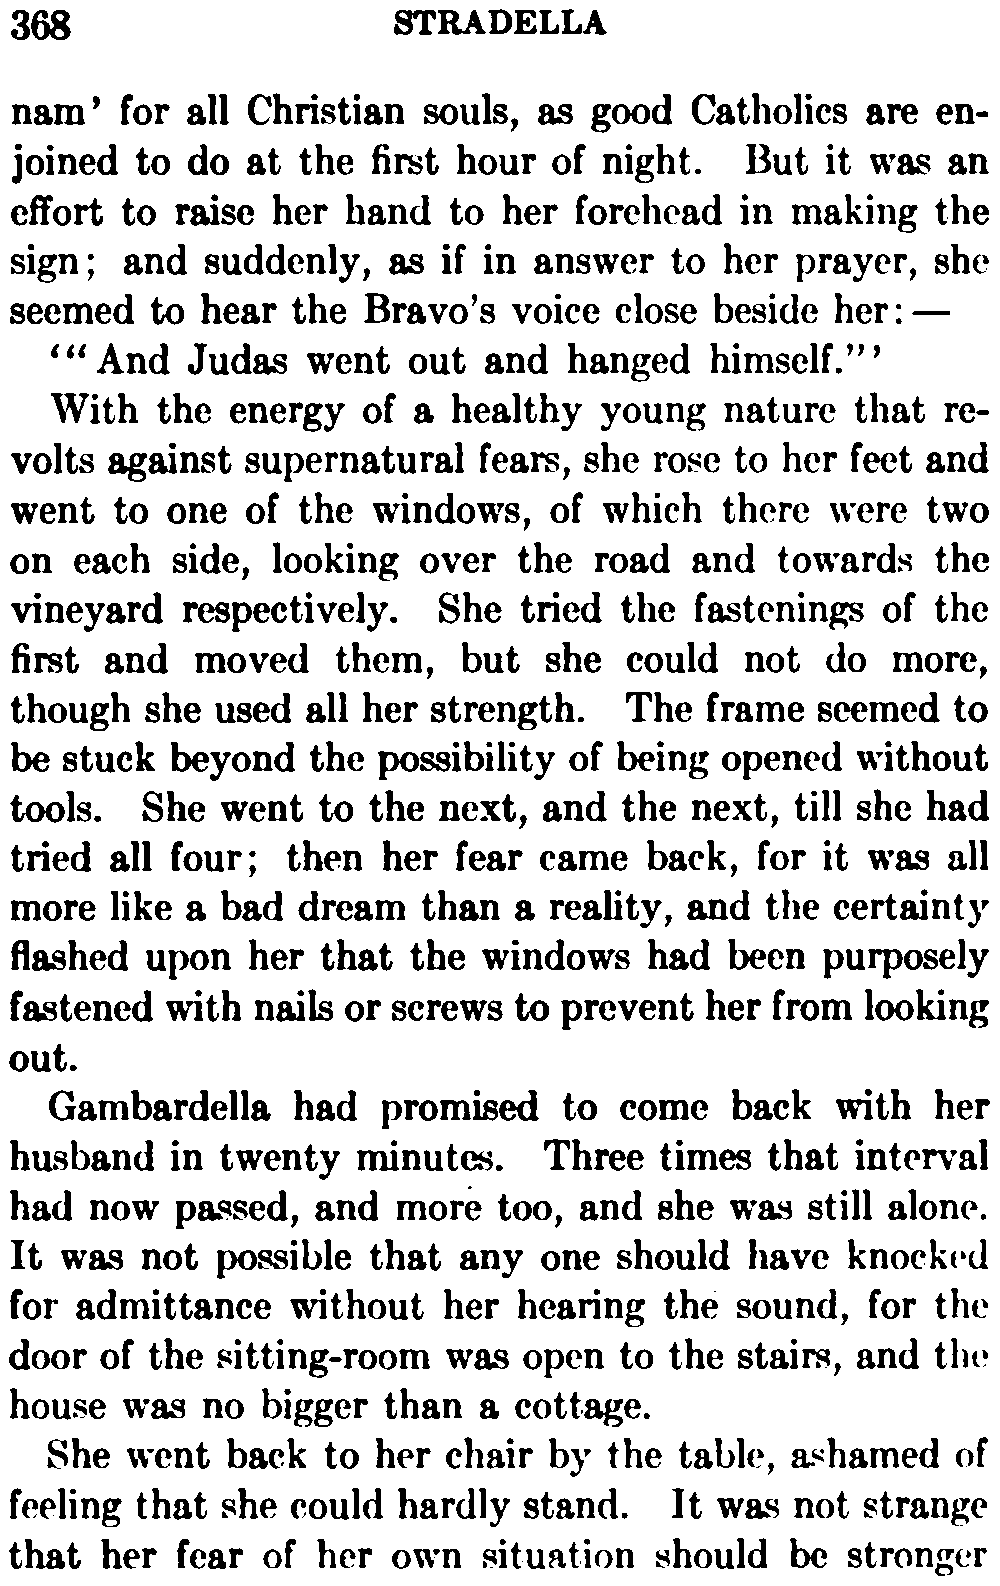 368 STRADELLA
nam’ for all Christian souls, as good Catholics are en-
joined to do at the first hour of night. But it was an
effort to raise her hand to her forehead in making the
sign; and suddenly, as if in answer to her prayer, she
seemed to hear the Bravo’s voice close beside her: —
‘“And Judas went out and hanged himself.”’
With the energy of a healthy young nature that re-
volts against supernatural fears, she rose to her feet and
went to one of the windows, of which there were two
on each side, looking over the road and towards the
vineyard respectively. She tried the fastenings of the
first and moved them, but she could not do more,
though she used all her strength. The frame seemed to
be stuck beyond the possibility of being opened without
tools. She went to the next, and the next, till she had
tried all four; then her fear came back, for it was all
more like a bad dream than a reality, and the certainty
flashed upon her that the windows had been purposely
fastened with nails or screws to prevent her from looking
out.
Gambardella had promised to come back with her
husband in twenty minutes. Three times that interval
had now passed, and more too, and she was still alone.
It was not possible that any one should have knocked
for admittance without her hearing the sound, for the
door of the sitting-room was open to the stairs, and the
house was no bigger than a cottage.
She went back to her chair by the table, ashamed of
feeling that she could hardly stand. It was not strange
that her fear of her own situation should be stronger